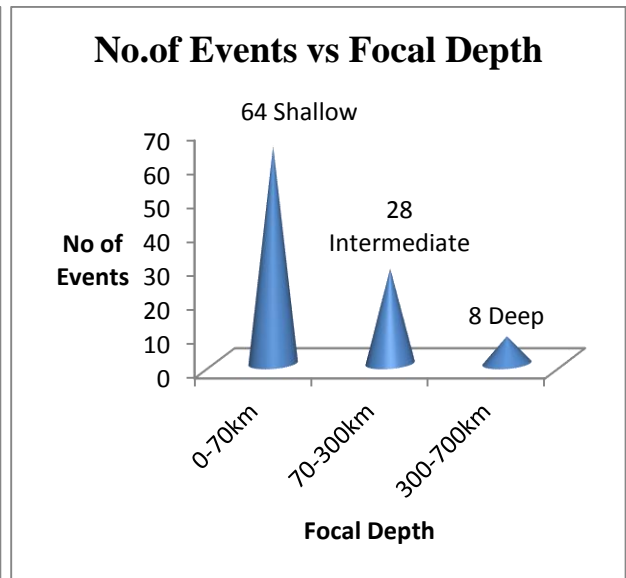 No.of Events vs Focal Depth
64 Shallow
28
Intermediate
8 Deep
70
60
50
40
30
20
10
0
No of
Events
0-70km
70-300km
300-700km
Focal Depth